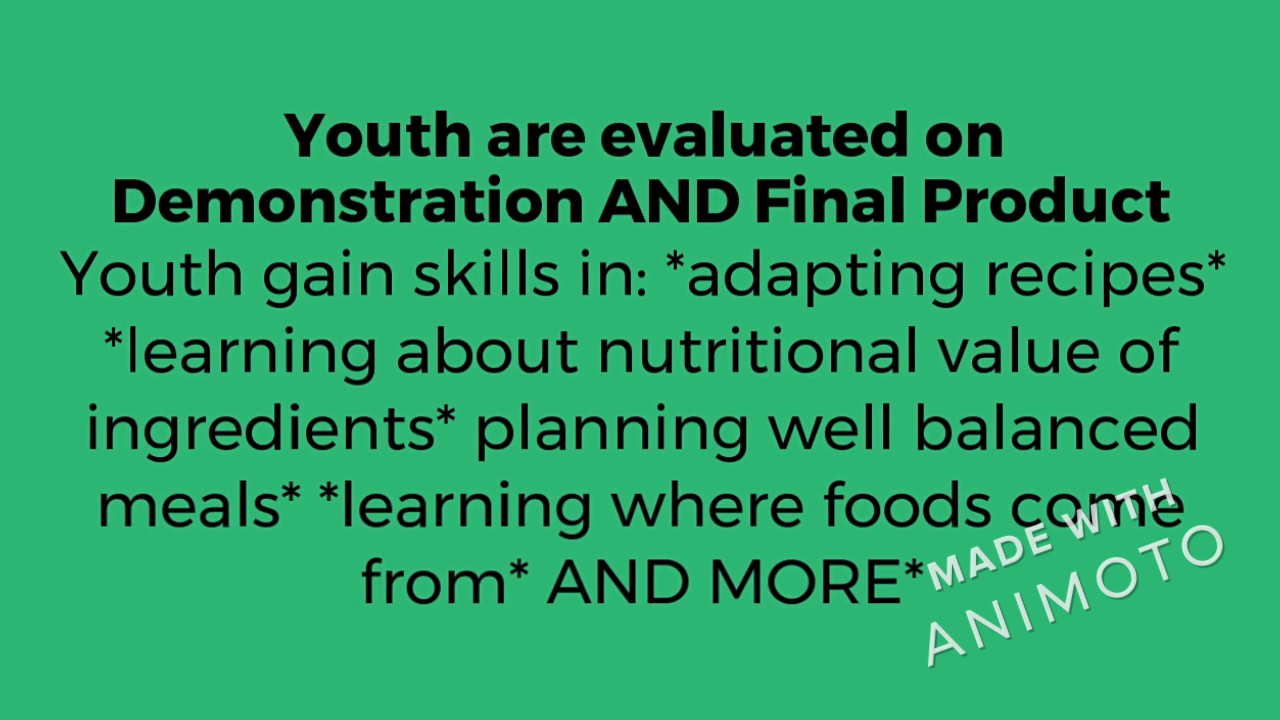 Youth are evaluated on
Demonstration AND Final Product
Youth gain skills in: *adapting recipes*
*learning about nutritional value of
ingredients* planning well balanced
meals* *learning where foods come
from* AND MORE*
MADE WITH
ANIMOTO